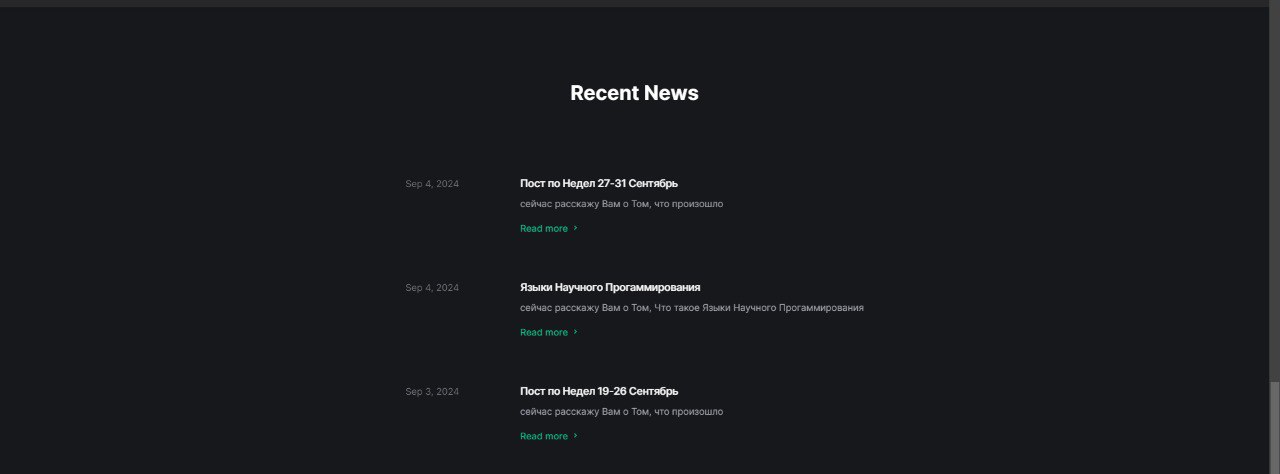 Recent News
Sep 4, 2024
Пост по Недел 27-31 Сентябрь
сейчас расскажу Вам о Том, что произошло
Read more
Sep 4, 2024
Языки Научного Прогаммирования
сейчас расскажу Вам о Том, Что такое Языки Научного Прогаммирования
Read more
Sep 3, 2024
Пост по Недел 19-26 Сентябрь
сейчас расскажу Вам о Том, что произошло
Read more